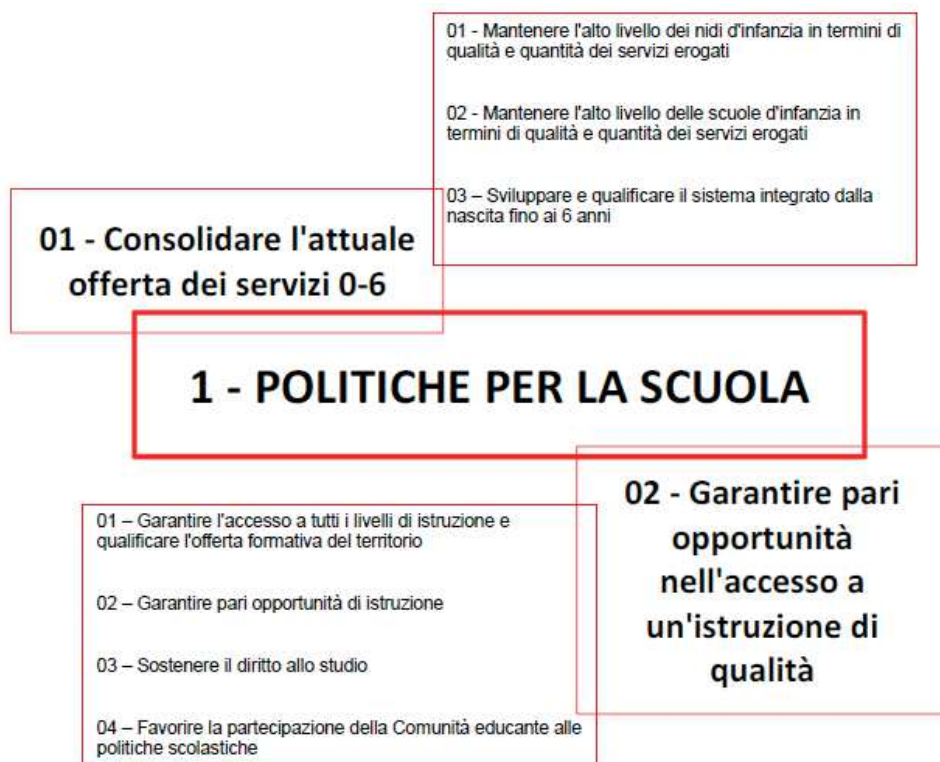 01 - Mantenere l'alto livello dei nidi d'infanzia in termini di
qualità e quantità dei servizi erogati
02 - Mantenere l'alto livello delle scuole d'infanzia in
termini di qualità e quantità dei servizi erogati
03 – Sviluppare e qualificare il sistema integrato dalla
nascita fino ai 6 anni
01 - Consolidare l'attuale
offerta dei servizi 0-6
1 - POLITICHE PER LA SCUOLA
02 - Garantire pari
opportunità
nell'accesso a
un'istruzione di
qualità
01 – Garantire l'accesso a tutti i livelli di istruzione e
qualificare l'offerta formativa del territorio
02 – Garantire pari opportunità di istruzione
03 – Sostenere il diritto allo studio
04 – Favorire la partecipazione della Comunità educante alle
politiche scolastiche